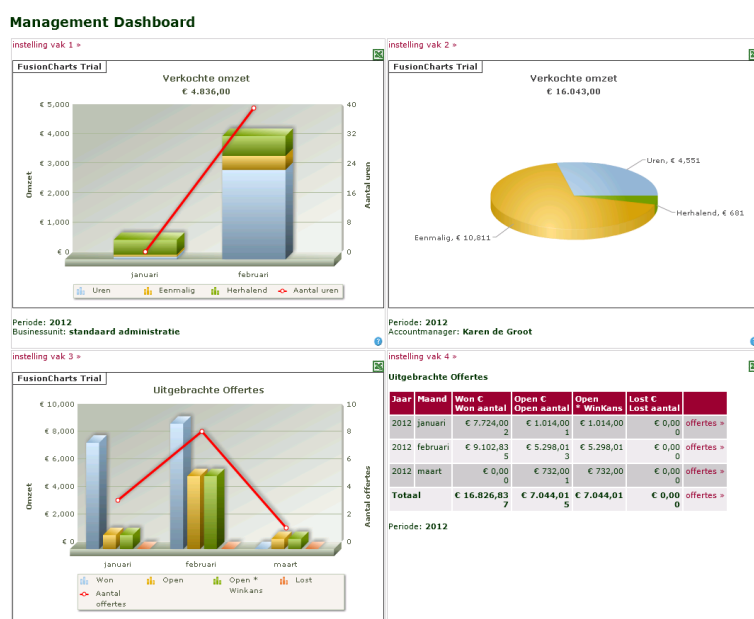 Management Dashboard
instelling vak 1 »
FusionCharts Trial
Verkochte omzet
€ 4.836,00
€ 5,000
€ 4,000
€ 3,000
€ 2,000
€ 1,000
€ 0
Omzet
40
32
24
16
8
0
Aantal uren
januari
februari
Uren
Eenmalig
Herhalend
Aantal uren
Periode: 2012
Businessunit: standaard administratie
instelling vak 2 »
FusionCharts Trial
Verkochte omzet
€ 16.043,00
Uren, € 4,551
Herhalend, € 681
Eenmalig, € 10,811
Periode: 2012
Accountmanager: Karen de Groot
instelling vak 3 »
FusionCharts Trial
Uitgebrachte Offertes
€ 10,000
€ 8,000
€ 6,000
€ 4,000
€ 2,000
€ 0
Omzet
10
8
6
4
2
0
Aantal offertes
januari
februari
maart
Won
Open
Open * Winkans
Lost
Aantal offertes
instelling vak 4 »
Uitgebrachte Offertes
Jaar Maand Won € Open € Open Lost €
Won aantal Open aantal * WinKans Lost aantal
2012 januari € 7.724,00 € 1.014,00 € 1.014,00 € 0,00 offertes »
2 1 0
2012 februari € 9.102,83 € 5.298,01 € 5.298,01 € 0,00 offertes »
5 3 0
2012 maart € 0,00 € 732,00 € 732,00 € 0,00 offertes »
0 1 0
Totaal € 16.826,83 € 7.044,01 € 7.044,01 € 0,00 offertes »
7 5 0
Periode: 2012